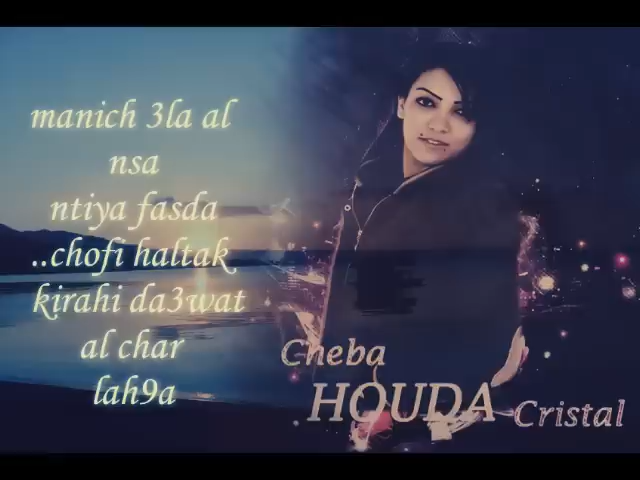 manich 3la al
nsa
ntiya fasda
..chofi haltak
kirahi da3wat
al char
lah9a
Cheba
HOUDA Cristal